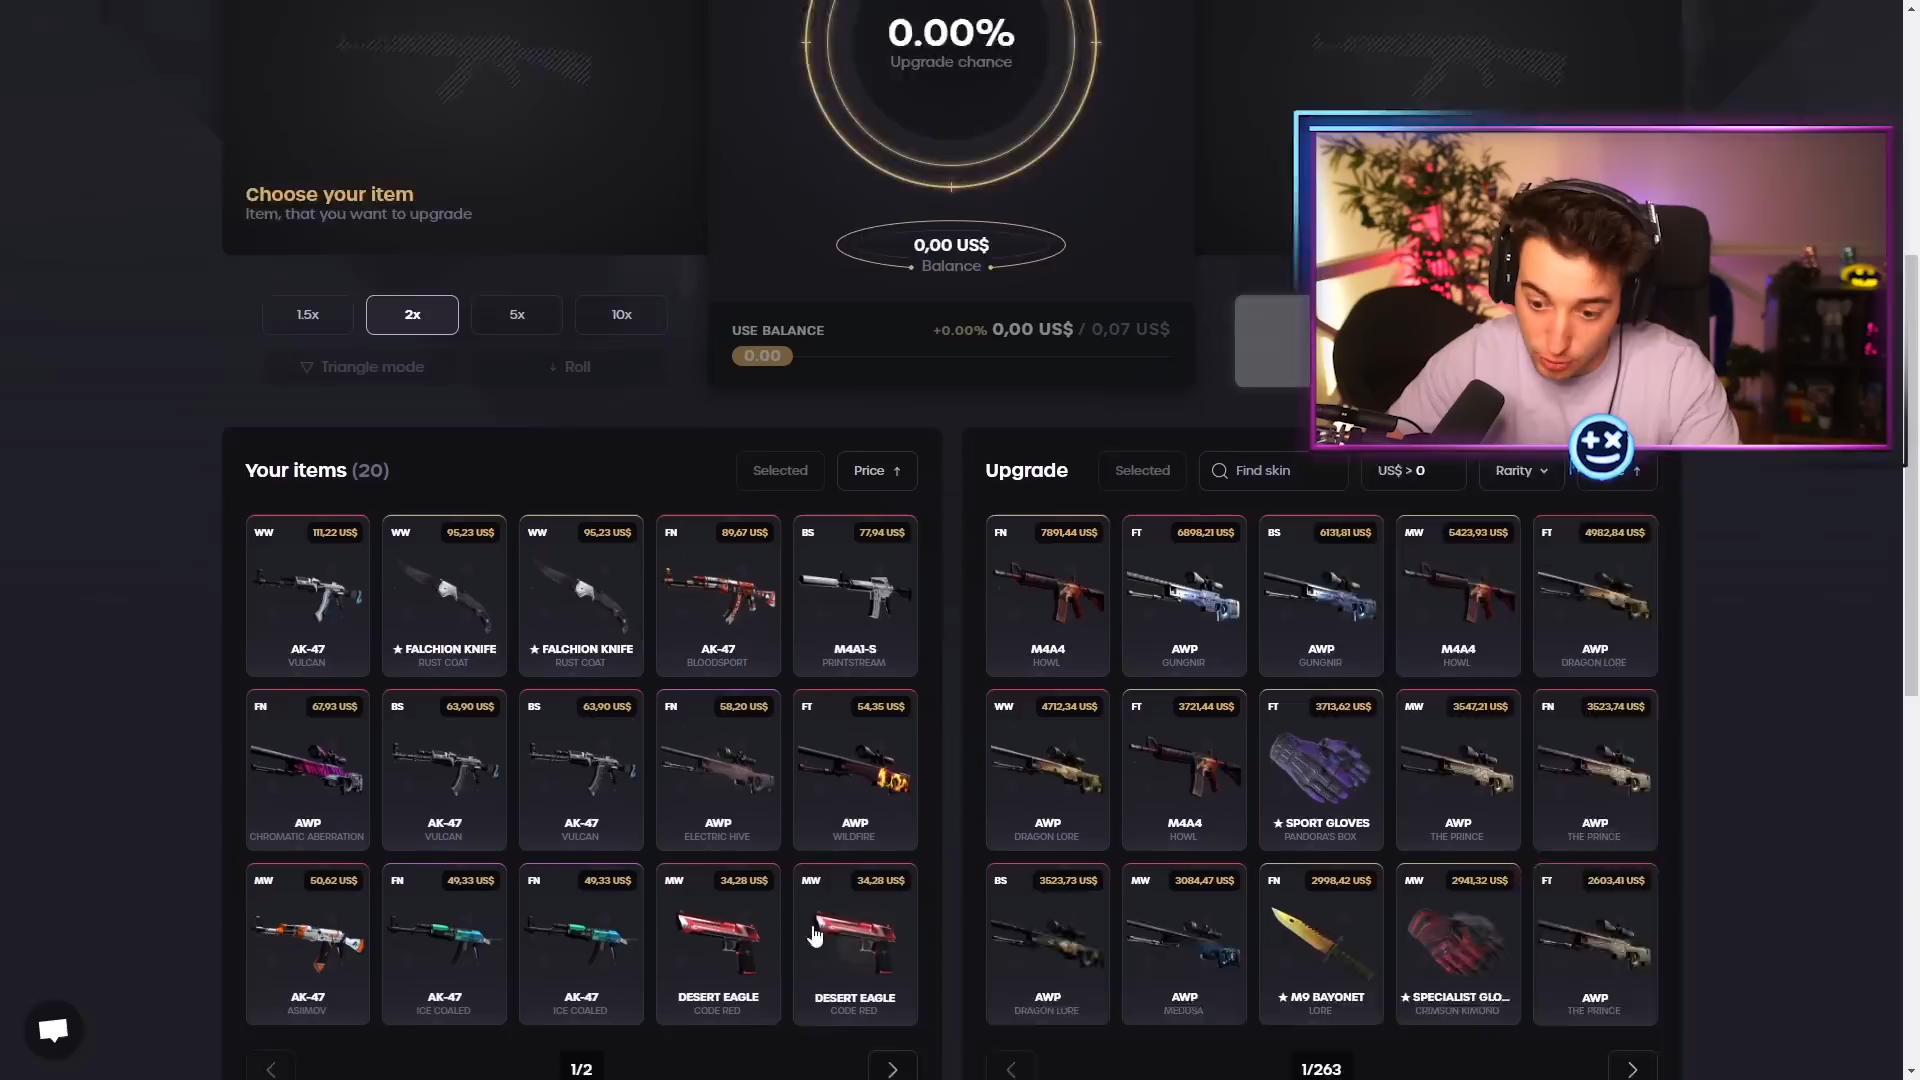 0.00%
Upgrade chance
Choose your item
Item, that you want to upgrade
0,00 US$
Balance
1.5x
2x
5x
10x
Triangle mode
Roll
USE BALANCE
+0.00% 0,00 US$ / 0,07 US$
0.00
Your items (20)
Selected
Price ↑
WW 111,22 US$
AK-47
VULCAN
WW 95,23 US$
★ FALCHION KNIFE
RUST COAT
WW 95,23 US$
★ FALCHION KNIFE
RUST COAT
FN 89,67 US$
AK-47
BLOODSPORT
BS 77,94 US$
M4A1-S
PRINTSTREAM
FN 67,93 US$
AWP
CHROMATIC ABERRATION
BS 63,90 US$
AK-47
VULCAN
BS 63,90 US$
AK-47
VULCAN
FN 58,20 US$
AWP
ELECTRIC HIVE
FT 54,35 US$
AWP
WILDFIRE
MW 50,62 US$
AK-47
ASIIMOV
FN 49,33 US$
AK-47
ICE COALED
FN 49,33 US$
AK-47
ICE COALED
MW 34,28 US$
DESERT EAGLE
CODE RED
MW 34,28 US$
DESERT EAGLE
CODE RED
1/2
Upgrade
Selected
Find skin
US$ > 0
Rarity
FN 7891,44 US$
M4A4
HOWL
FT 6898,21 US$
AWP
GUNGNIR
BS 6131,81 US$
AWP
GUNGNIR
MW 5423,93 US$
M4A4
HOWL
FT 4982,84 US$
AWP
DRAGON LORE
WW 4712,34 US$
AWP
DRAGON LORE
FT 3721,44 US$
M4A4
HOWL
FT 3713,62 US$
★ SPORT GLOVES
PANDORA'S BOX
MW 3547,21 US$
AWP
THE PRINCE
FN 3523,74 US$
AWP
THE PRINCE
BS 3523,73 US$
AWP
DRAGON LORE
MW 3084,47 US$
AWP
MEDUSA
FN 2998,42 US$
★ M9 BAYONET
LORE
MW 2941,32 US$
★ SPECIALIST GLO...
CRIMSON KIMONO
FT 2603,41 US$
AWP
THE PRINCE
1/263